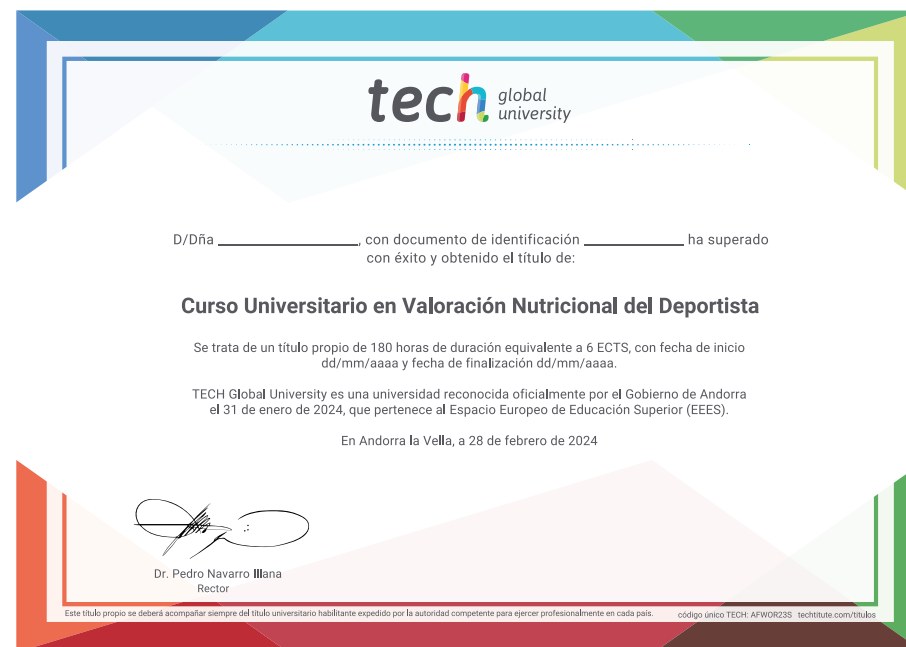 tech global university
D/Dña ____________________, con documento de identificación ______________ ha superado
con éxito y obtenido el título de:
Curso Universitario en Valoración Nutricional del Deportista
Se trata de un título propio de 180 horas de duración equivalente a 6 ECTS, con fecha de inicio
dd/mm/aaaa y fecha de finalización dd/mm/aaaa.
TECH Global University es una universidad reconocida oficialmente por el Gobierno de Andorra
el 31 de enero de 2024, que pertenece al Espacio Europeo de Educación Superior (EEES).
En Andorra la Vella, a 28 de febrero de 2024
Dr. Pedro Navarro Illana
Rector
Este título propio se deberá acompañar siempre del título universitario habilitante expedido por la autoridad competente para ejercer profesionalmente en cada país.
código único TECH: AFWOR23S techtitute.com/titulos